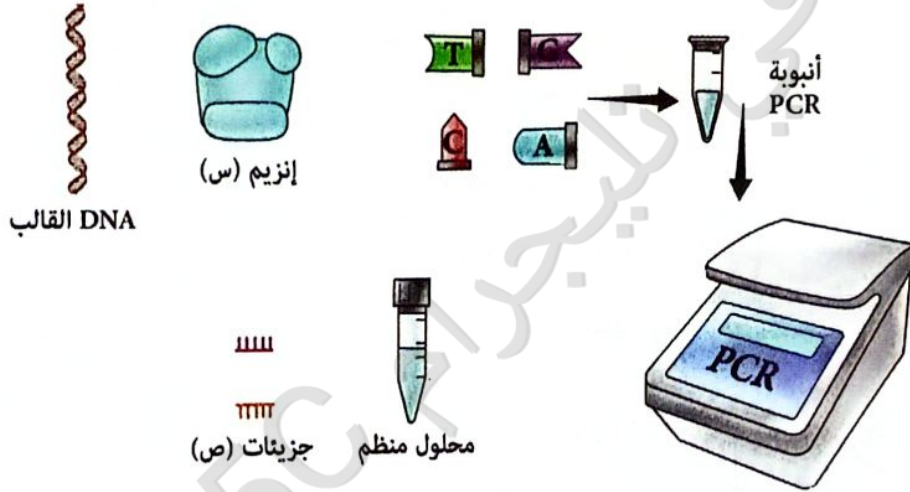 T
G
C
A
أنبوبة
PCR
إنزيم (س)
DNA القالب
PCR
جزيئات (ص)
محلول منظم